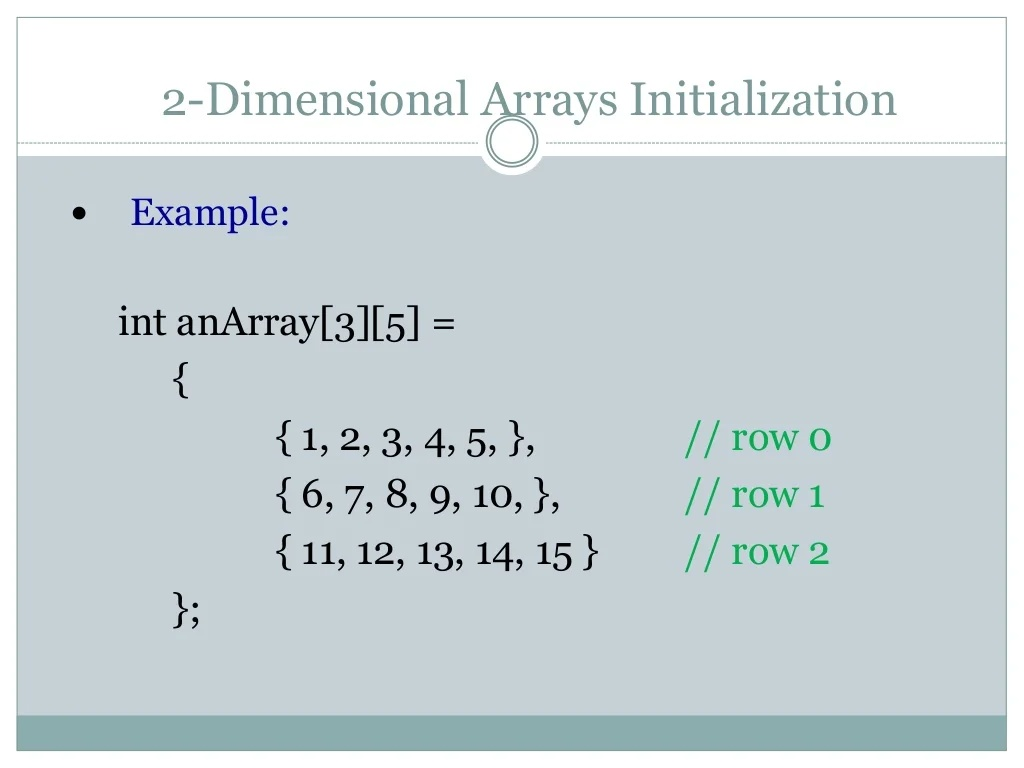 2-Dimensional Arrays Initialization
• Example:
int anArray[3][5] =
{
{ 1, 2, 3, 4, 5, }, // row 0
{ 6, 7, 8, 9, 10, }, // row 1
{ 11, 12, 13, 14, 15 } // row 2
};